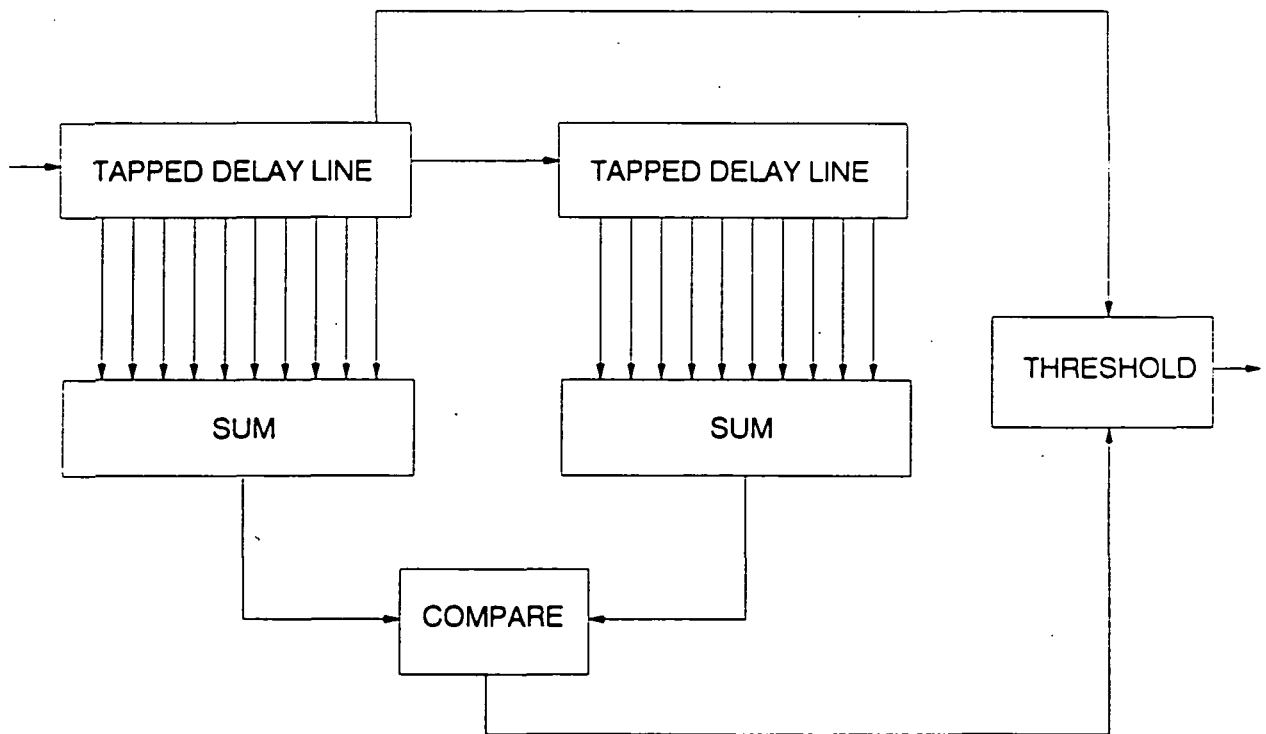 TAPPED DELAY LINE
TAPPED DELAY LINE
THRESHOLD
SUM
SUM
COMPARE